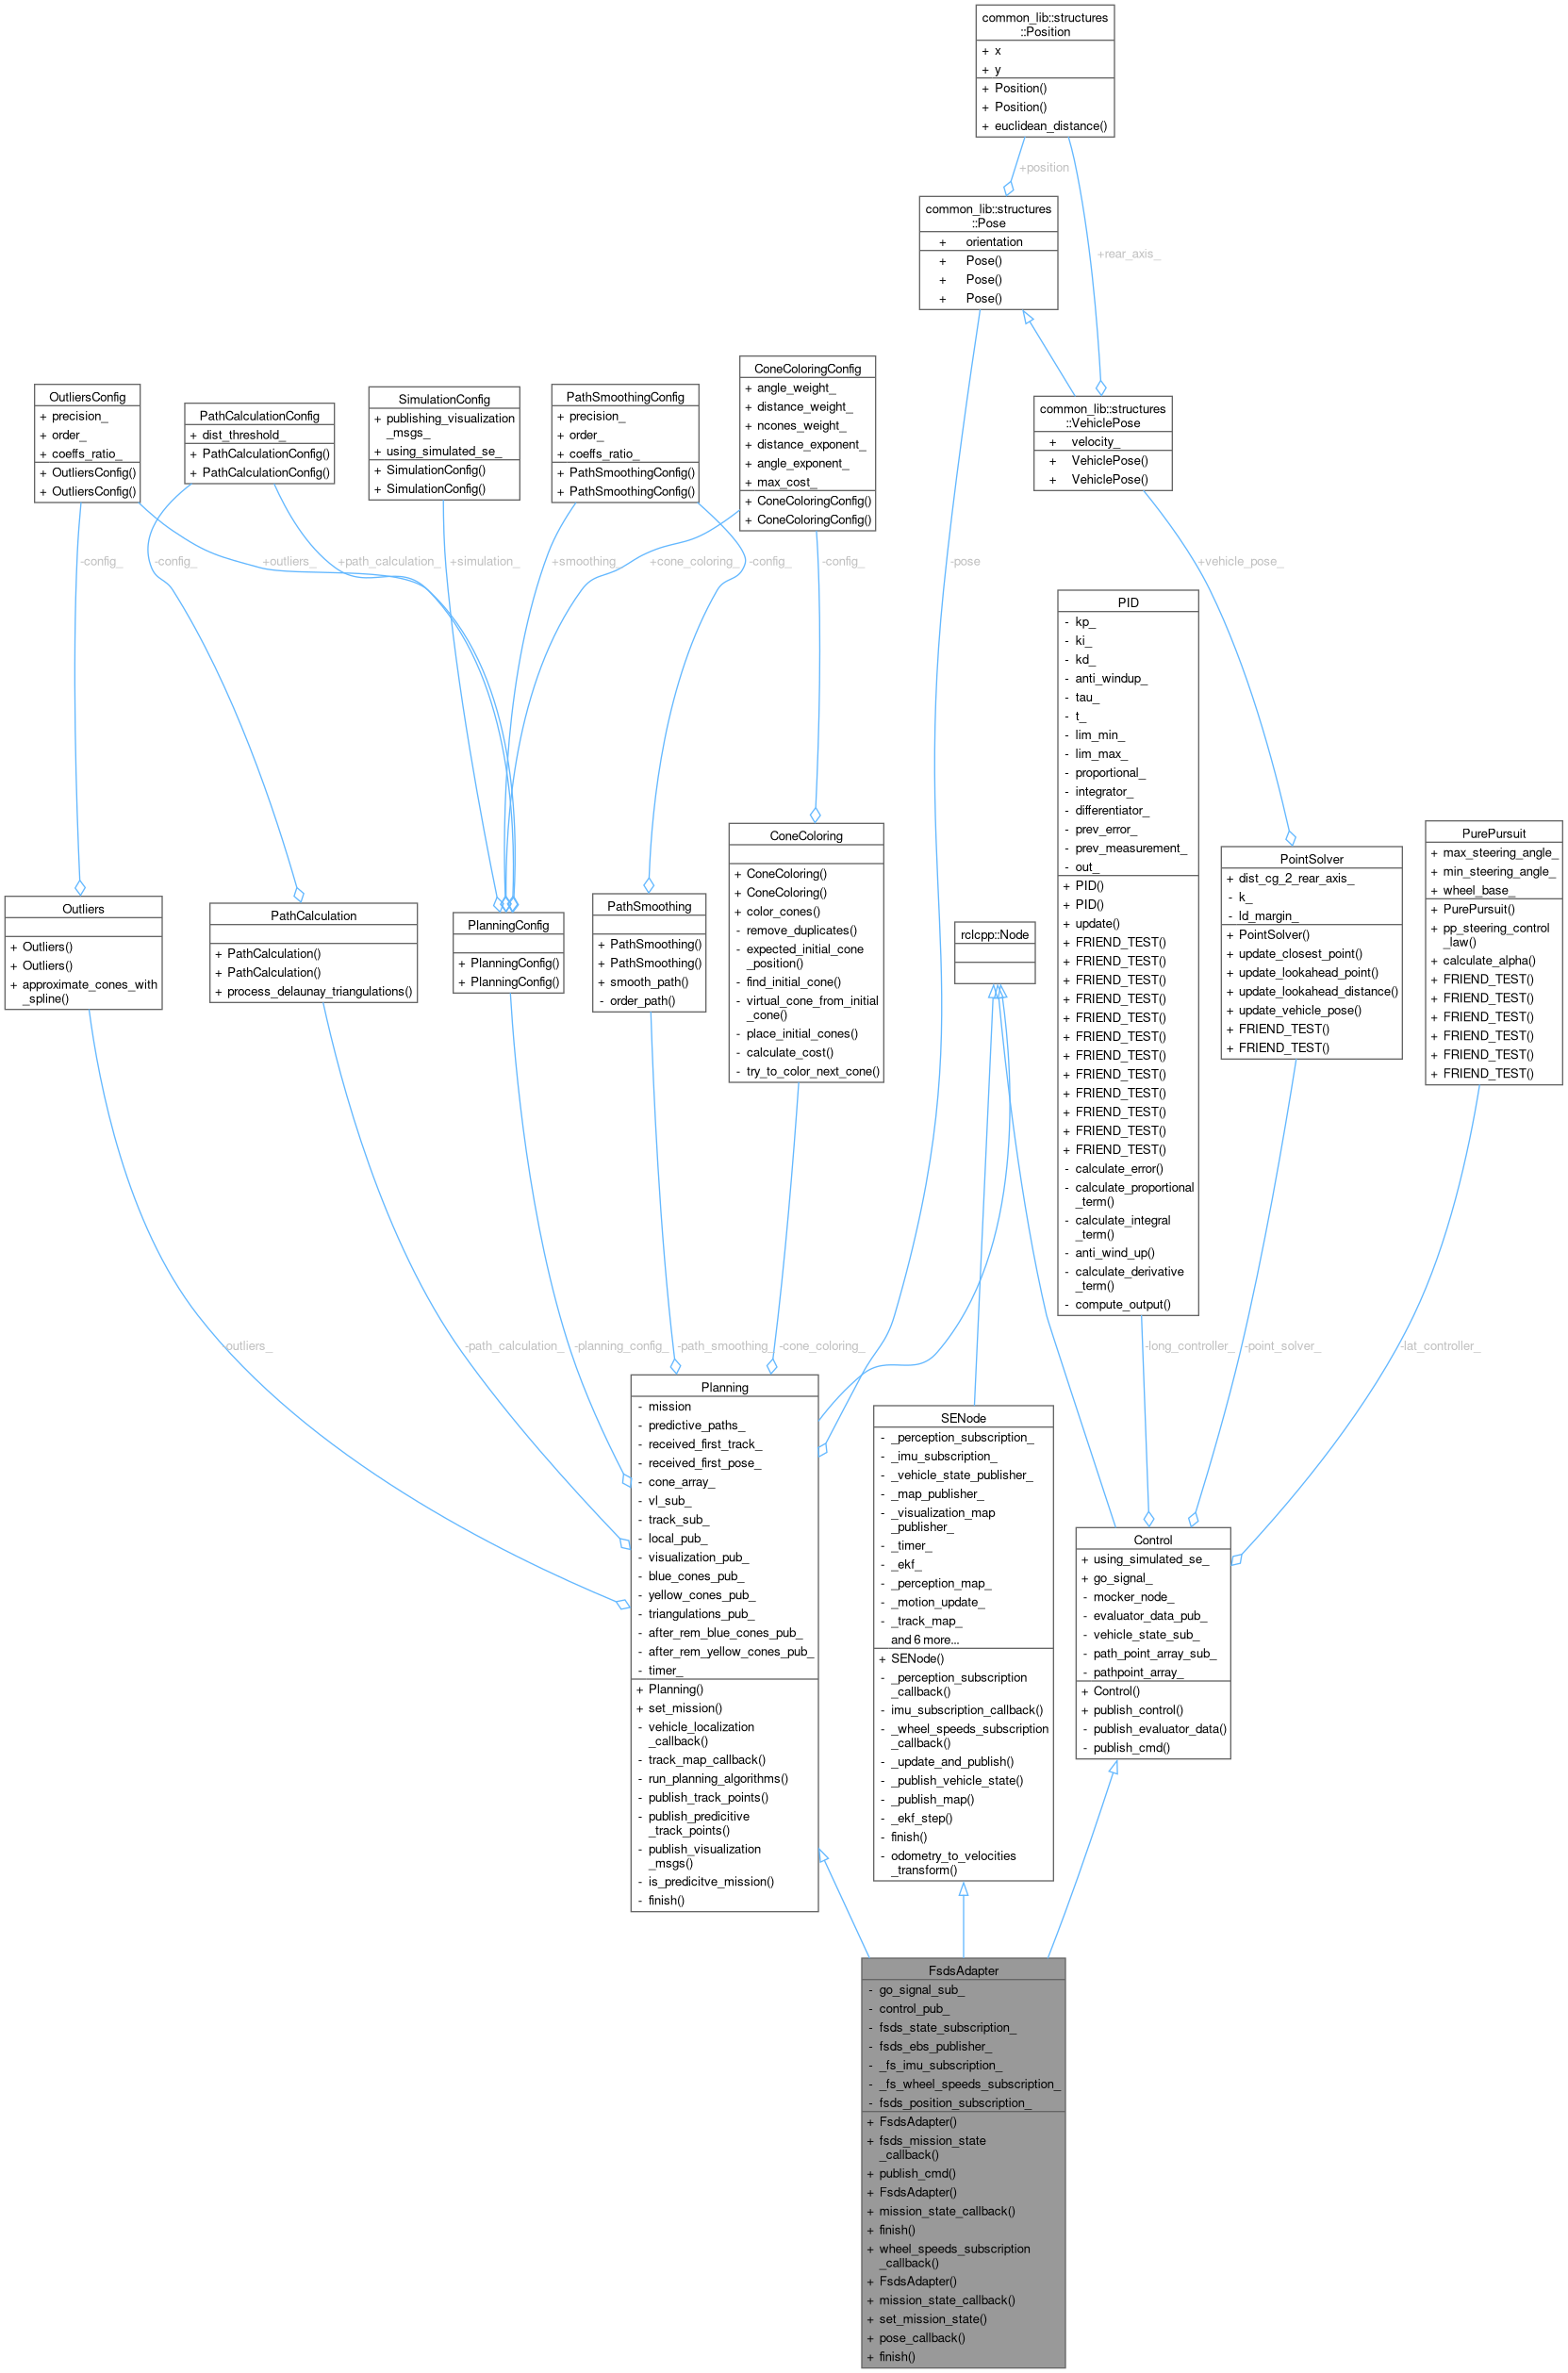 common_lib::structures
::Position
+ x
+ y
+ Position()
+ Position()
+ euclidean_distance()
+position
+rear_axis_
common_lib::structures
::Pose
+ orientation
+ Pose()
+ Pose()
+ Pose()
common_lib::structures
::VehiclePose
+ velocity_
+ VehiclePose()
+ VehiclePose()
OutliersConfig
+ precision_
+ order_
+ coeffs_ratio_
+ OutliersConfig()
+ OutliersConfig()
PathCalculationConfig
+ dist_threshold_
+ PathCalculationConfig()
+ PathCalculationConfig()
SimulationConfig
+ publishing_visualization
_msgs_
+ using_simulated_se_
+ SimulationConfig()
+ SimulationConfig()
PathSmoothingConfig
+ precision_
+ order_
+ coeffs_ratio_
+ PathSmoothingConfig()
+ PathSmoothingConfig()
ConeColoringConfig
+ angle_weight_
+ distance_weight_
+ ncones_weight_
+ distance_exponent_
+ angle_exponent_
+ max_cost_
+ ConeColoringConfig()
+ ConeColoringConfig()
-config_
-config_
+outliers_
+path_calculation_
+simulation_
+smoothing_
+cone_coloring_
-config_
-config_
-pose
+vehicle_pose_
PID
- kp_
- ki_
- kd_
- anti_windup_
- tau_
- t_
- lim_min_
- lim_max_
- proportional_
- integrator_
- differentiator_
- prev_error_
- prev_measurement_
- out_
+ PID()
+ PID()
+ update()
+ FRIEND_TEST()
+ FRIEND_TEST()
+ FRIEND_TEST()
+ FRIEND_TEST()
+ FRIEND_TEST()
+ FRIEND_TEST()
+ FRIEND_TEST()
+ FRIEND_TEST()
+ FRIEND_TEST()
+ FRIEND_TEST()
+ FRIEND_TEST()
+ FRIEND_TEST()
- calculate_error()
- calculate_proportional
_term()
- calculate_integral
_term()
- anti_wind_up()
- calculate_derivative
_term()
- compute_output()
PointSolver
+ dist_cg_2_rear_axis_
- k_
- ld_margin_
+ PointSolver()
+ update_closest_point()
+ update_lookahead_point()
+ update_lookahead_distance()
+ update_vehicle_pose()
+ FRIEND_TEST()
+ FRIEND_TEST()
PurePursuit
+ max_steering_angle_
+ min_steering_angle_
+ wheel_base_
+ PurePursuit()
+ pp_steering_control
_law()
+ calculate_alpha()
+ FRIEND_TEST()
+ FRIEND_TEST()
+ FRIEND_TEST()
+ FRIEND_TEST()
+ FRIEND_TEST()
+ FRIEND_TEST()
Outliers
+ Outliers()
+ Outliers()
+ approximate_cones_with
_spline()
PathCalculation
+ PathCalculation()
+ PathCalculation()
+ process_delaunay_triangulations()
PlanningConfig
+ PlanningConfig()
+ PlanningConfig()
PathSmoothing
+ PathSmoothing()
+ PathSmoothing()
+ smooth_path()
- order_path()
ConeColoring
+ ConeColoring()
+ ConeColoring()
+ color_cones()
- remove_duplicates()
- expected_initial_cone
_position()
- find_initial_cone()
- virtual_cone_from_initial
_cone()
- place_initial_cones()
- calculate_cost()
- try_to_color_next_cone()
rclcpp::Node
-outliers_
-path_calculation_
-planning_config_
-path_smoothing_
-cone_coloring_
-long_controller_
-point_solver_
-lat_controller_
Planning
- mission
- predictive_paths_
- received_first_track_
- received_first_pose_
- cone_array_
- vl_sub_
- track_sub_
- local_pub_
- visualization_pub_
- blue_cones_pub_
- yellow_cones_pub_
- triangulations_pub_
- after_rem_blue_cones_pub_
- after_rem_yellow_cones_pub_
- timer_
+ Planning()
+ set_mission()
- vehicle_localization
_callback()
- track_map_callback()
- run_planning_algorithms()
- publish_track_points()
- publish_predicitive
_track_points()
- publish_visualization
_msgs()
- is_predicitve_mission()
- finish()
SENode
- _perception_subscription_
- _imu_subscription_
- _vehicle_state_publisher_
- _map_publisher_
- _visualization_map
_publisher_
- _timer_
- _ekf_
- _perception_map_
- _motion_update_
- _track_map_
and 6 more...
+ SENode()
- _perception_subscription
_callback()
- imu_subscription_callback()
- _wheel_speeds_subscription
_callback()
- _update_and_publish()
- _publish_vehicle_state()
- _publish_map()
- _ekf_step()
- finish()
- odometry_to_velocities
_transform()
Control
+ using_simulated_se_
+ go_signal_
- mocker_node_
- evaluator_data_pub_
- vehicle_state_sub_
- path_point_array_sub_
- pathpoint_array_
+ Control()
+ publish_control()
- publish_evaluator_data()
- publish_cmd()
FsdsAdapter
- go_signal_sub_
- control_pub_
- fsds_state_subscription_
- fsds_ebs_publisher_
- _fs_imu_subscription_
- _fs_wheel_speeds_subscription_
- fsds_position_subscription_
+ FsdsAdapter()
+ fsds_mission_state
_callback()
+ publish_cmd()
+ FsdsAdapter()
+ mission_state_callback()
+ finish()
+ wheel_speeds_subscription
_callback()
+ FsdsAdapter()
+ mission_state_callback()
+ set_mission_state()
+ pose_callback()
+ finish()